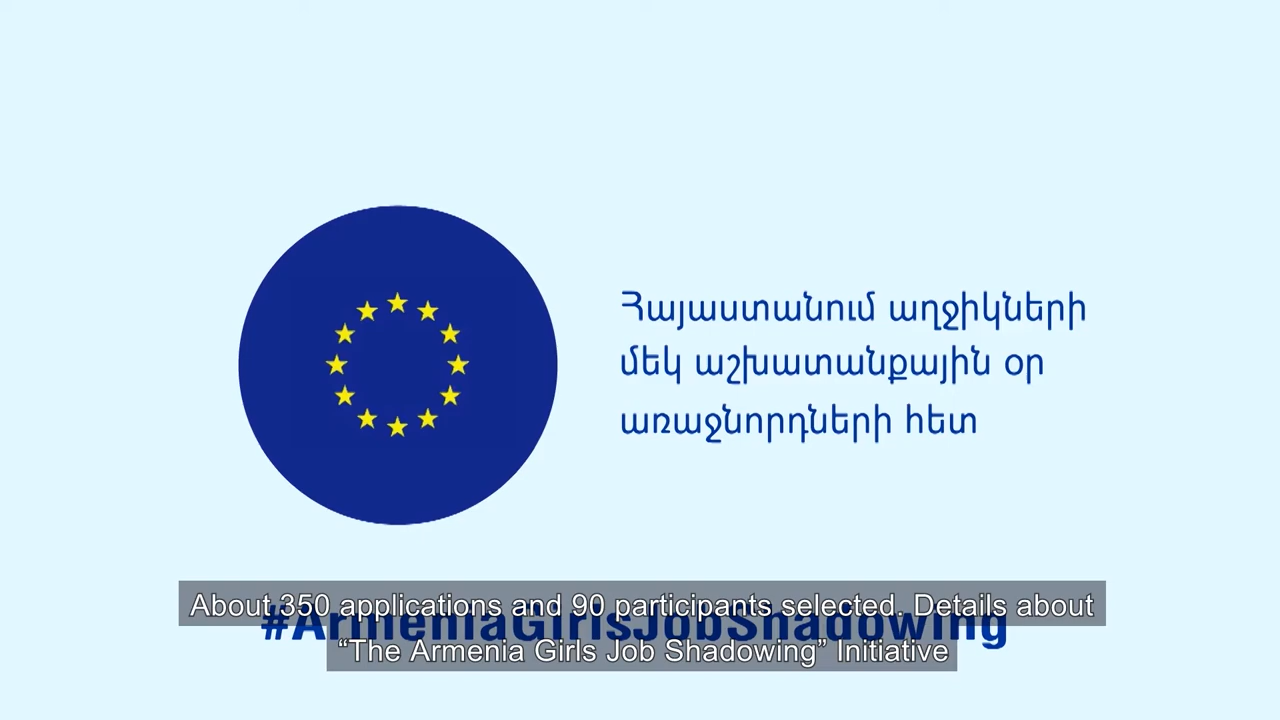 Հայաստանում աղջիկների
մեկ աշխատանքային օր
առաջնորդների հետ
#ArmeniaGirlsJobShadowing
About 350 applications and 90 participants selected. Details about
“The Armenia Girls Job Shadowing” Initiative